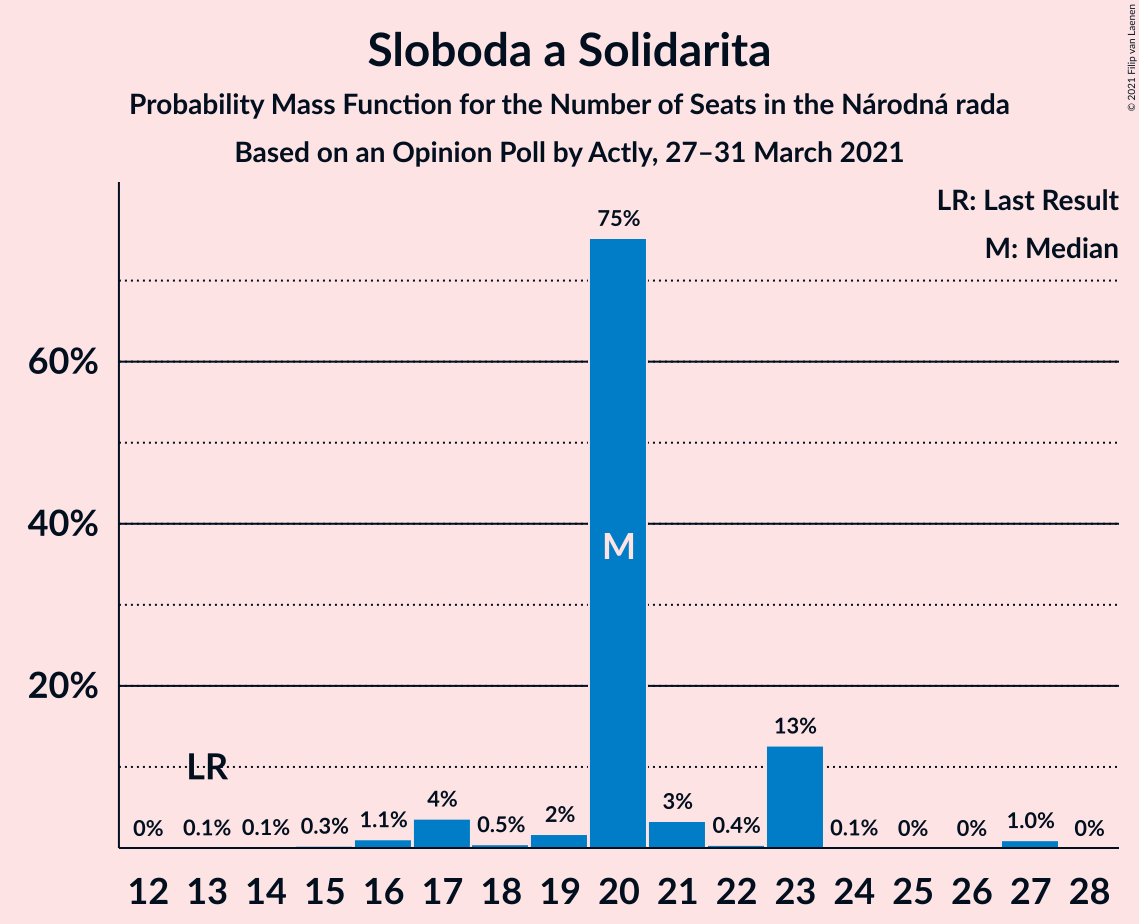 Sloboda a Solidarita
Probability Mass Function for the Number of Seats in the Národná rada
Based on an Opinion Poll by Actly, 27–31 March 2021
© 2021 Filip van Laenen
LR: Last Result
M: Median
60%
40%
20%
0%
0.1%
0.1%
0.3%
1.1%
4%
0.5%
2%
75%
3%
0.4%
13%
0.1%
0%
0%
1.0%
0%
LR
M
12 13 14 15 16 17 18 19 20 21 22 23 24 25 26 27 28